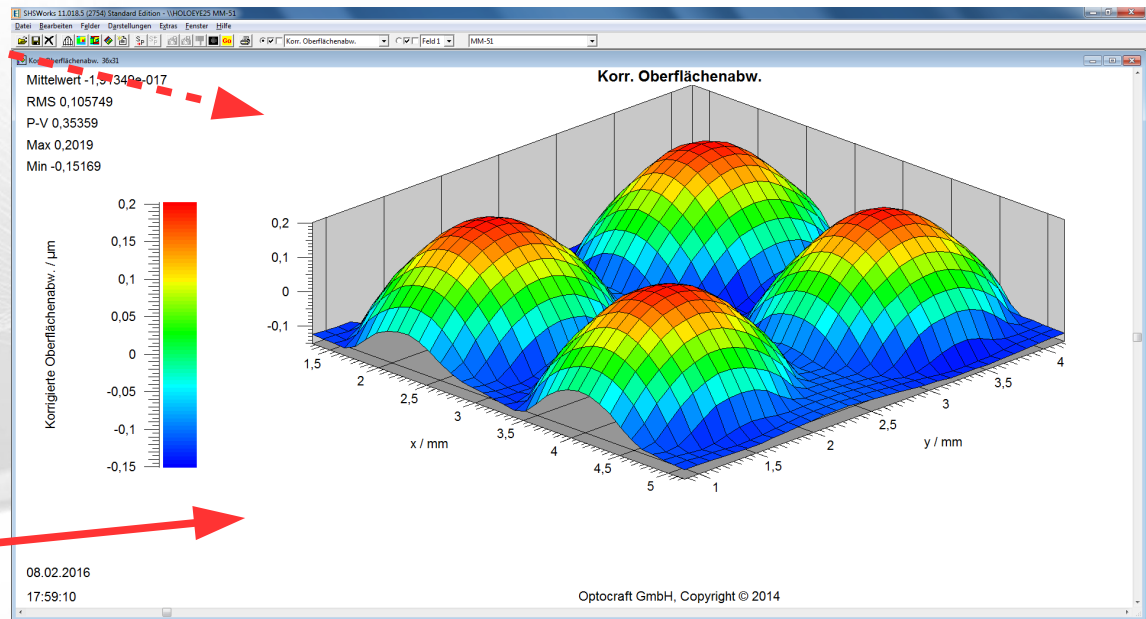 SHSWorks 11.018.5 (2754) Standard Edition - \\HOLOEYE25 MM-51
Datei Bearbeiten Felder Darstellungen Extras Fenster Hilfe
Go Korr. Oberflächenabw. Feld 1 MM-51
Korr. Oberflächenabw. 36x31
Korr. Oberflächenabw.
Mittelwert -1,91349e-017
RMS 0,105749
P-V 0,35359
Max 0,2019
Min -0,15169
Korrigierte Oberflächenabw. / µm
0,2
0,15
0,1
0,05
0
-0,05
-0,1
-0,15
0,2
0,1
0
-0,1
1,5
2
2,5
3
3,5
4
4,5
5
x / mm
1
1,5
2
2,5
3
3,5
4
y / mm
08.02.2016
17:59:10
Optocraft GmbH, Copyright © 2014